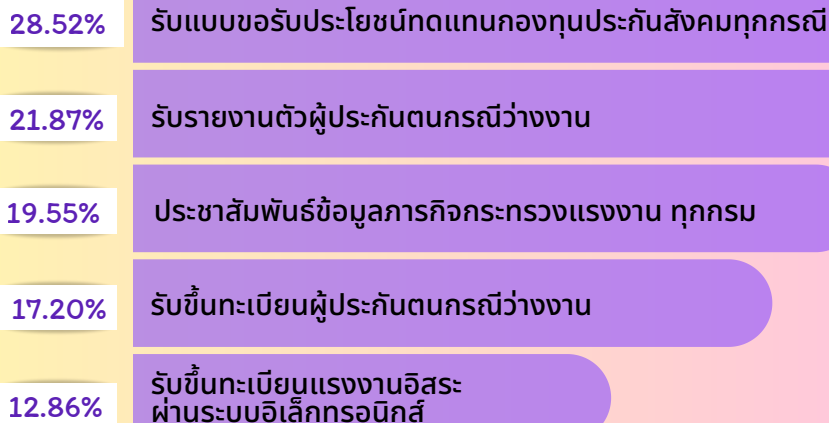 28.52% รับแบบขอรับประโยชน์ทดแทนกองทุนประกันสังคมทุกกรณี
21.87% รับรายงานตัวผู้ประกันตนกรณีว่างงาน
19.55% ประชาสัมพันธ์ข้อมูลภารกิจกระทรวงแรงงาน ทุกกรม
17.20% รับขึ้นทะเบียนผู้ประกันตนกรณีว่างงาน
12.86% รับขึ้นทะเบียนแรงงานอิสระ
ผ่านระบบอิเล็กทรอนิกส์